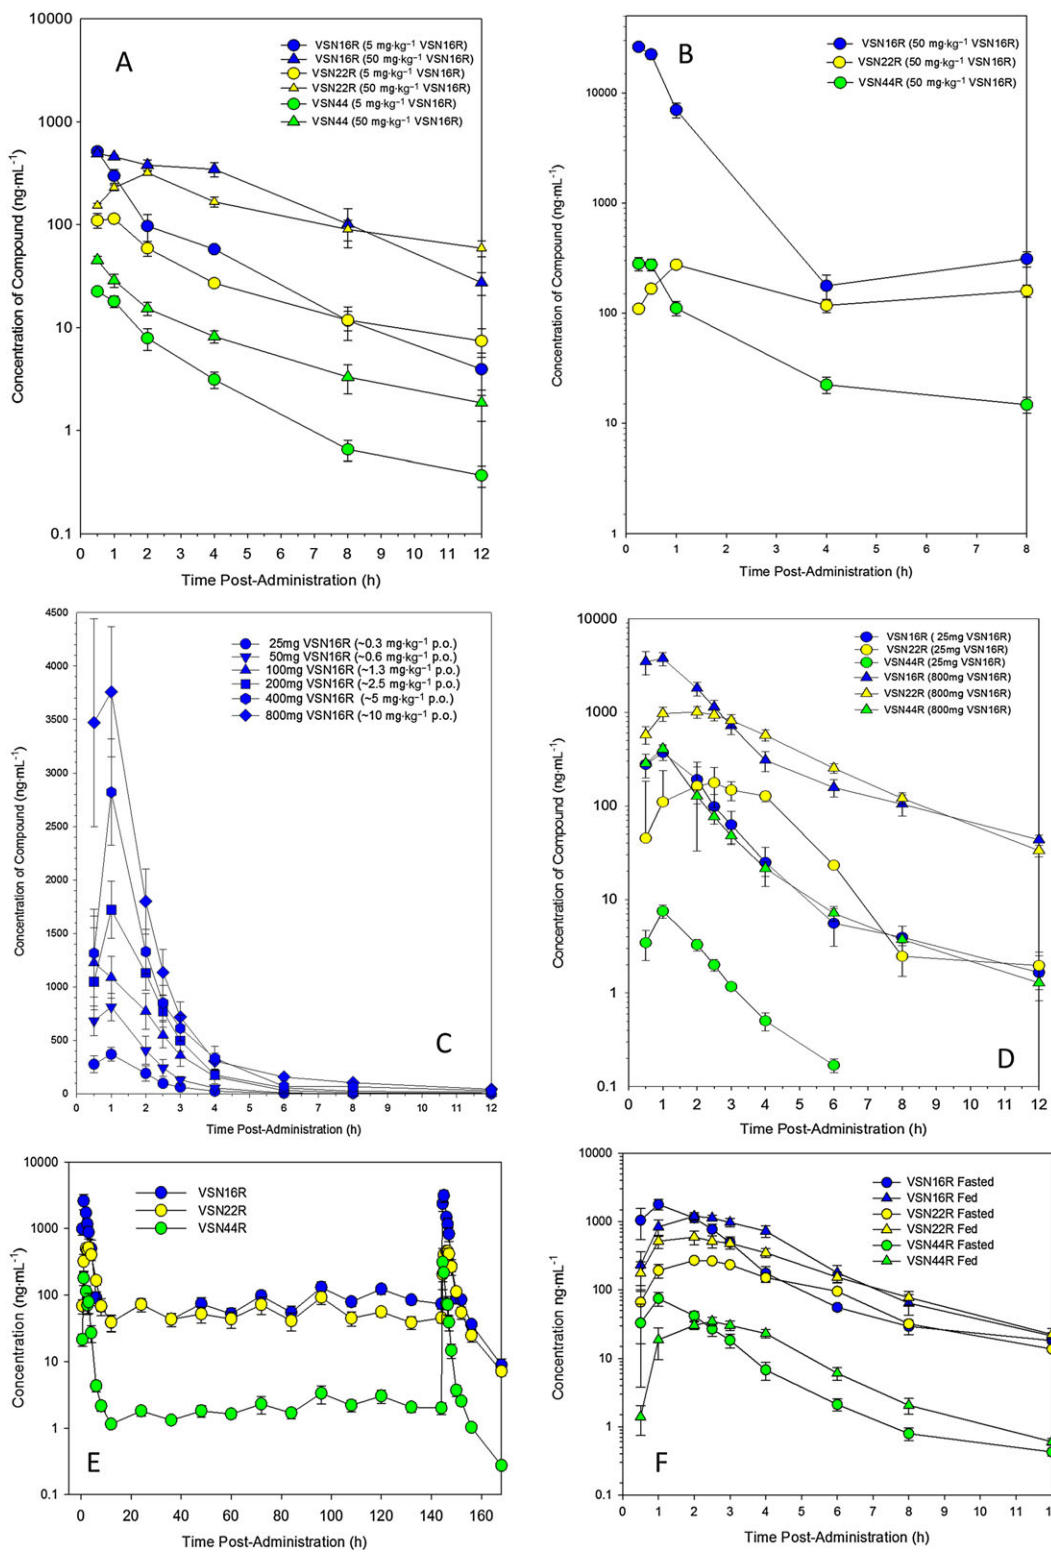 A
VSN16R (5 mg·kg⁻¹ VSN16R)
VSN16R (50 mg·kg⁻¹ VSN16R)
VSN22R (5 mg·kg⁻¹ VSN16R)
VSN22R (50 mg·kg⁻¹ VSN16R)
VSN44 (5 mg·kg⁻¹ VSN16R)
VSN44 (50 mg·kg⁻¹ VSN16R)
Concentration of Compound (ng·mL⁻¹)
10000
1000
100
10
1
0.1
0 1 2 3 4 5 6 7 8 9 10 11 12
Time Post-Administration (h)
B
VSN16R (50 mg·kg⁻¹ VSN16R)
VSN22R (50 mg·kg⁻¹ VSN16R)
VSN44R (50 mg·kg⁻¹ VSN16R)
Concentration of Compound (ng·mL⁻¹)
10000
1000
100
10
1
0 1 2 3 4 5 6 7 8
Time Post-Administration (h)
C
25mg VSN16R (~0.3 mg·kg⁻¹ p.o.)
50mg VSN16R (~0.6 mg·kg⁻¹ p.o.)
100mg VSN16R (~1.3 mg·kg⁻¹ p.o.)
200mg VSN16R (~2.5 mg·kg⁻¹ p.o.)
400mg VSN16R (~5 mg·kg⁻¹ p.o.)
800mg VSN16R (~10 mg·kg⁻¹ p.o.)
Concentration of Compound (ng·mL⁻¹)
4500
4000
3500
3000
2500
2000
1500
1000
500
0
0 1 2 3 4 5 6 7 8 9 10 11 12
Time Post-Administration (h)
D
VSN16R ( 25mg VSN16R)
VSN22R (25mg VSN16R)
VSN44R (25mg VSN16R)
VSN16R (800mg VSN16R)
VSN22R (800mg VSN16R)
VSN44R (800mg VSN16R)
Concentration of Compound (ng·mL⁻¹)
10000
1000
100
10
1
0.1
0 1 2 3 4 5 6 7 8 9 10 11 12
Time Post-Administration (h)
E
VSN16R
VSN22R
VSN44R
Concentration (ng·mL⁻¹)
10000
1000
100
10
1
0.1
0 20 40 60 80 100 120 140 160
Time Post-Administration (h)
F
VSN16R Fasted
VSN16R Fed
VSN22R Fasted
VSN22R Fed
VSN44R Fasted
VSN44R Fed
Concentration ng·mL⁻¹
10000
1000
100
10
1
0.1
0 1 2 3 4 5 6 7 8 9 10 11
Time Post-Administration (h)